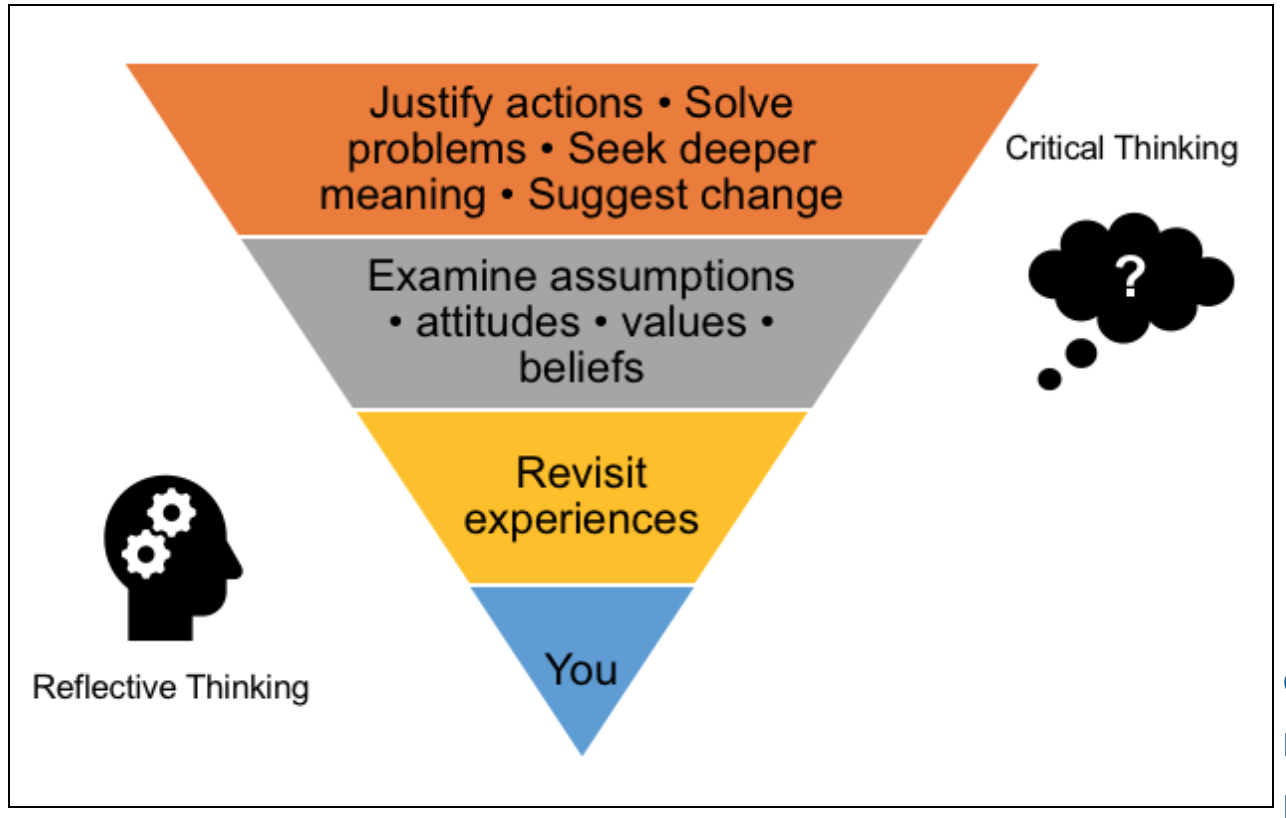 Justify actions • Solve
problems • Seek deeper
meaning • Suggest change
Critical Thinking
?
Examine assumptions
• attitudes • values •
beliefs
Revisit
experiences
You
Reflective Thinking